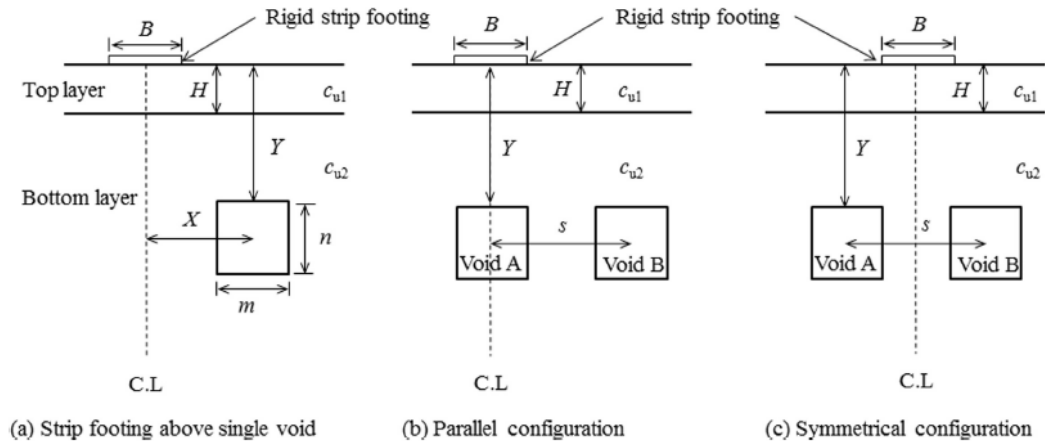 Rigid strip footing
Rigid strip footing
B
B
B
Top layer
H
c_u1
H
c_u1
H
c_u1
Y
Y
Y
c_u2
c_u2
c_u2
Bottom layer
X
n
s
s
Void A
Void B
Void A
Void B
m
C.L
C.L
C.L
(a) Strip footing above single void
(b) Parallel configuration
(c) Symmetrical configuration